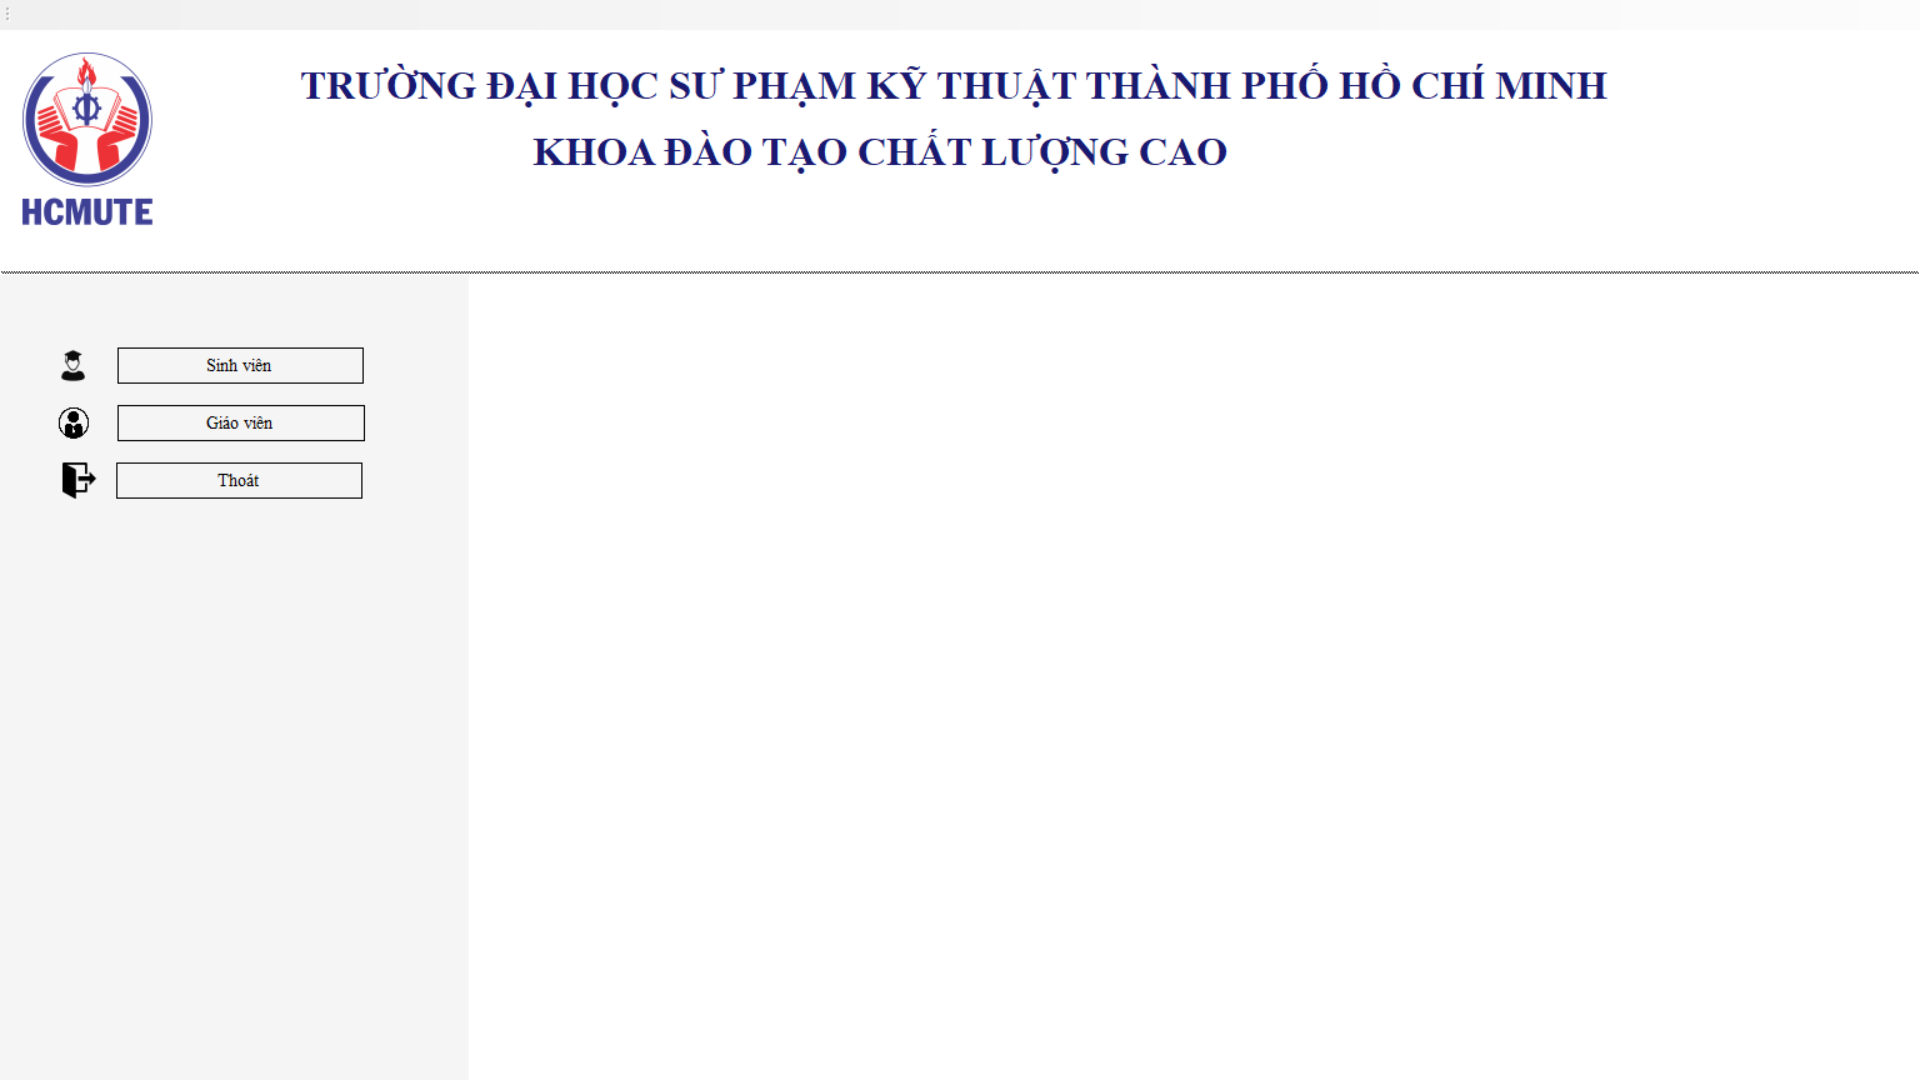 TRƯỜNG ĐẠI HỌC SƯ PHẠM KỸ THUẬT THÀNH PHỐ HỒ CHÍ MINH
KHOA ĐÀO TẠO CHẤT LƯỢNG CAO
HCMUTE
Sinh viên
Giáo viên
Thoát